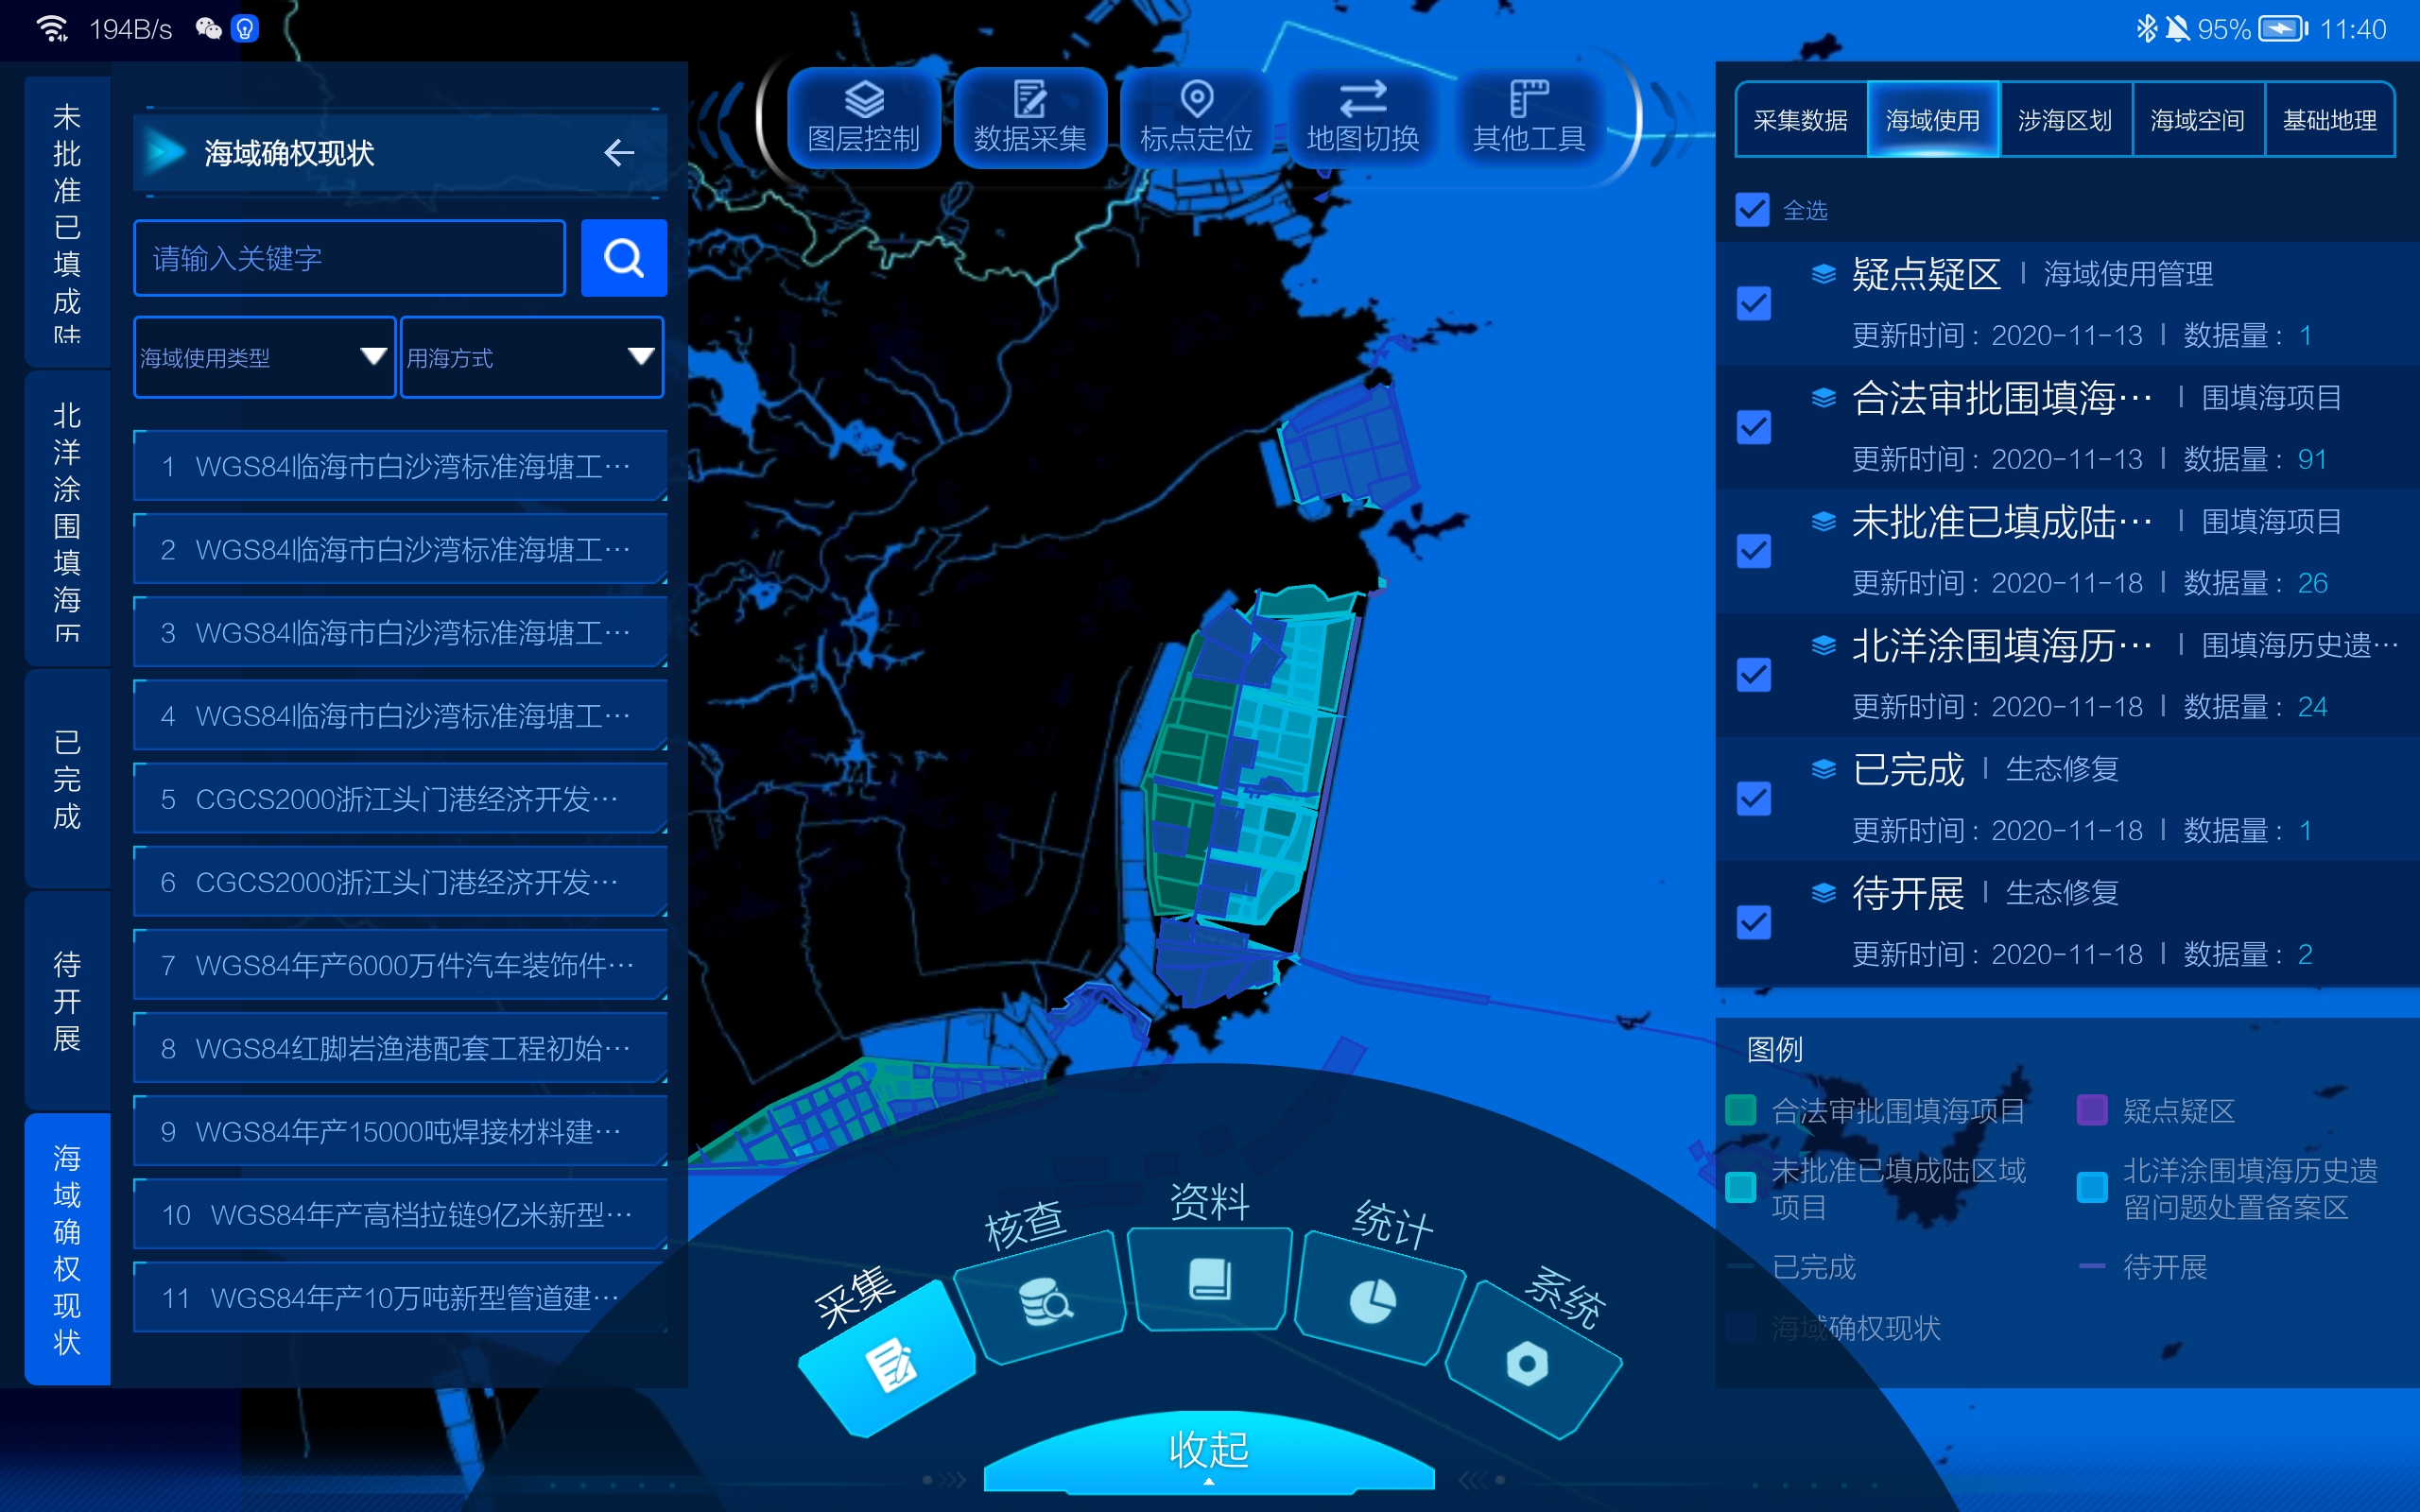 194B/s
95% 11:40
图层控制
数据采集
标点定位
地图切换
其他工具
未批准已填成陆
北洋涂围填海历
已完成
待开展
海域确权现状
海域确权现状
请输入关键字
海域使用类型
用海方式
1 WGS84临海市白沙湾标准海塘工…
2 WGS84临海市白沙湾标准海塘工…
3 WGS84临海市白沙湾标准海塘工…
4 WGS84临海市白沙湾标准海塘工…
5 CGCS2000浙江头门港经济开发…
6 CGCS2000浙江头门港经济开发…
7 WGS84年产6000万件汽车装饰件…
8 WGS84红脚岩渔港配套工程初始…
9 WGS84年产15000吨焊接材料建…
10 WGS84年产高档拉链9亿米新型…
11 WGS84年产10万吨新型管道建…
采集数据 海域使用 涉海区划 海域空间 基础地理
全选
疑点疑区 | 海域使用管理
更新时间：2020-11-13 | 数据量：1
合法审批围填海… | 围填海项目
更新时间：2020-11-13 | 数据量：91
未批准已填成陆… | 围填海项目
更新时间：2020-11-18 | 数据量：26
北洋涂围填海历… | 围填海历史遗…
更新时间：2020-11-18 | 数据量：24
已完成 | 生态修复
更新时间：2020-11-18 | 数据量：1
待开展 | 生态修复
更新时间：2020-11-18 | 数据量：2
图例
合法审批围填海项目
疑点疑区
未批准已填成陆区域
项目
北洋涂围填海历史遗
留问题处置备案区
已完成
待开展
海域确权现状
采集
核查
资料
统计
系统
收起